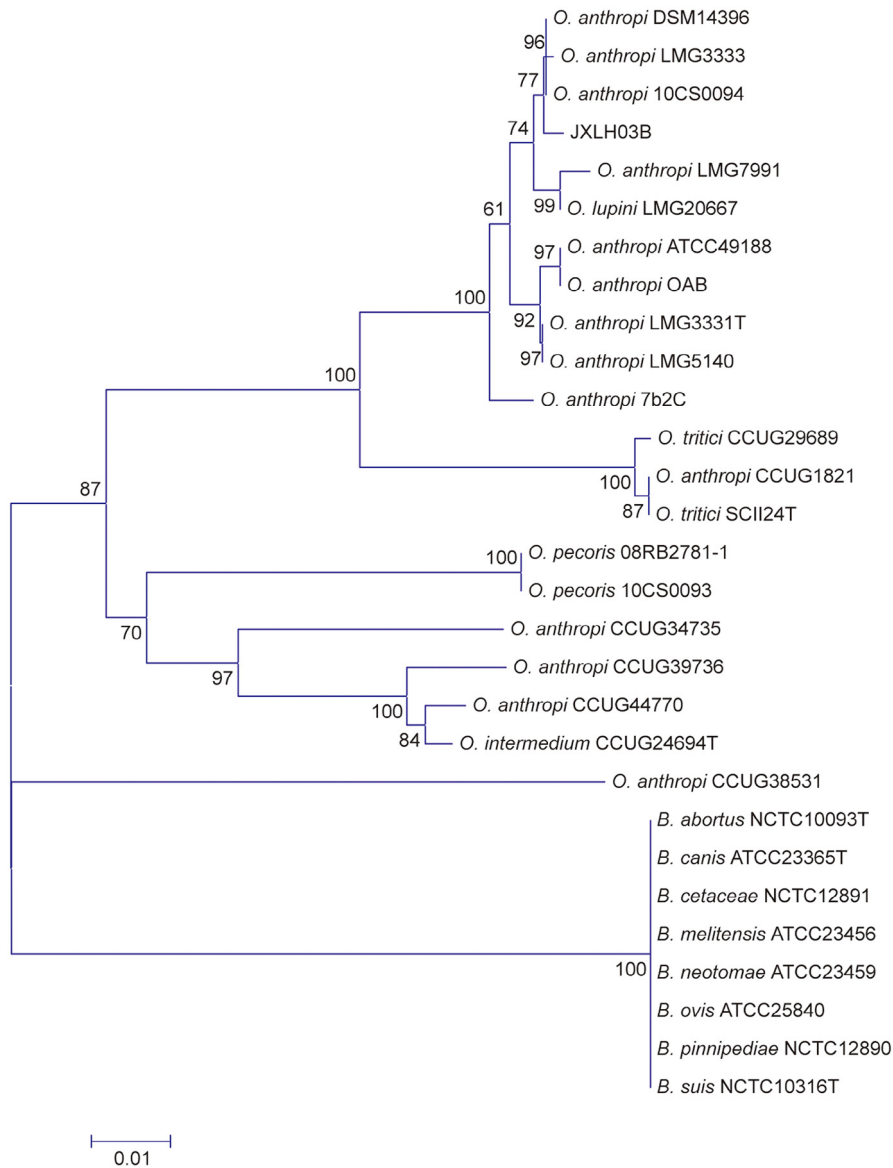 O. anthropi DSM14396
96
O. anthropi LMG3333
77
O. anthropi 10CS0094
74
JXLH03B
O. anthropi LMG7991
99
O. lupini LMG20667
61
O. anthropi ATCC49188
97
O. anthropi OAB
100
O. anthropi LMG3331T
92
O. anthropi LMG5140
97
100
O. anthropi 7b2C
O. tritici CCUG29689
O. anthropi CCUG1821
100
87
O. tritici SCII24T
87
O. pecoris 08RB2781-1
100
O. pecoris 10CS0093
70
O. anthropi CCUG34735
97
O. anthropi CCUG39736
O. anthropi CCUG44770
100
84
O. intermedium CCUG24694T
O. anthropi CCUG38531
B. abortus NCTC10093T
B. canis ATCC23365T
B. cetaceae NCTC12891
B. melitensis ATCC23456
100
B. neotomae ATCC23459
B. ovis ATCC25840
B. pinnipediae NCTC12890
B. suis NCTC10316T
0.01